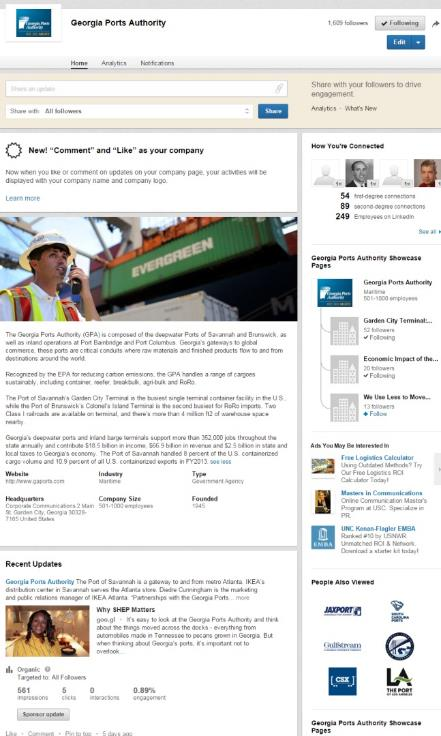 Georgia Ports Authority
1,609 followers
Following
Edit
Home Analytics Notifications
Share an update
Share with: All followers
Share
Share with your followers to drive
engagement.
Analytics · What's New
New! "Comment" and "Like" as your company
Now when you like or comment on updates on your company page, your activities will be
displayed with your company name and company logo.
Learn more
EVERGREEN
The Georgia Ports Authority (GPA) is composed of the deepwater Ports of Savannah and Brunswick, as
well as inland operations at Port Bainbridge and Port Columbus. Georgia's gateways to global
commerce, these ports are critical conduits where raw materials and finished products flow to and from
destinations around the world.
Recognized by the EPA for reducing carbon emissions, the GPA handles a range of cargoes
sustainably, including container, reefer, breakbulk, agri-bulk and RoRo.
The Port of Savannah's Garden City Terminal is the busiest single terminal container facility in the U.S.
while the Port of Brunswick's Colonel's Island Terminal is the second busiest for RoRo imports. Two
Class I railroads are available on terminal, and there's more than 4 million ft2 of warehouse space
nearby.
Georgia's deepwater ports and inland barge terminals support more than 352,000 jobs throughout the
state annually and contribute $18.5 billion in income, $66.9 billion in revenue and $2.5 billion in state and
local taxes to Georgia's economy. The Port of Savannah handled 8 percent of the U.S. containerized
cargo volume and 10.9 percent of all U.S. containerized exports in FY2013. see less
Website
http://www.gaports.com
Industry
Maritime
Type
Government Agency
Headquarters
Corporate Communications 2 Main
St. Garden City, Georgia 30328-
7165 United States
Company Size
501-1000 employees
Founded
1945
Recent Updates
Georgia Ports Authority The Port of Savannah is a gateway to and from metro Atlanta. IKEA's
distribution center in Savannah serves the Atlanta store. Diedre Cunningham is the marketing
and public relations manager of IKEA Atlanta. "Partnerships with the Georgia Ports... more
Why SHEP Matters
goo.gl · It's easy to look at the Georgia Ports Authority and think
about the things moved across the docks - everything from
automobiles made in Tennessee to pecans grown in Georgia. But
when thinking about Georgia's ports, it's important not to
overlook...
Organic
Targeted to: All Followers
561
impressions
5
clicks
0
interactions
0.89%
engagement
Sponsor update
Like · Comment · Pin to top · 5 days ago
How You're Connected
54 first-degree connections
89 second-degree connections
249 Employees on LinkedIn
See all
Georgia Ports Authority Showcase
Pages
Georgia Ports Authority
Maritime
501-1000 employees
Garden City Terminal:...
52 followers
Following
Economic Impact of the...
Following
We Use Less to Move...
13 followers
Follow
Ads You May Be Interested In
Free Logistics Calculator
Using Outdated Methods? Try
Our Free Logistics ROI
Calculator Today!
Masters in Communications
Online Communication Master's
Program at USC. Specialize in
PR.
EMBA
UNC Kenan-Flagler EMBA
Ranked #10 by USNWR.
Unmatched ROI & Network.
Download a starter kit today!
People Also Viewed
JAXPORT
SOUTH
CAROLINA
PORTS
Gulfstream
CSX
LA
THE PORT
OF LOS ANGELES
Georgia Ports Authority Showcase
Pages